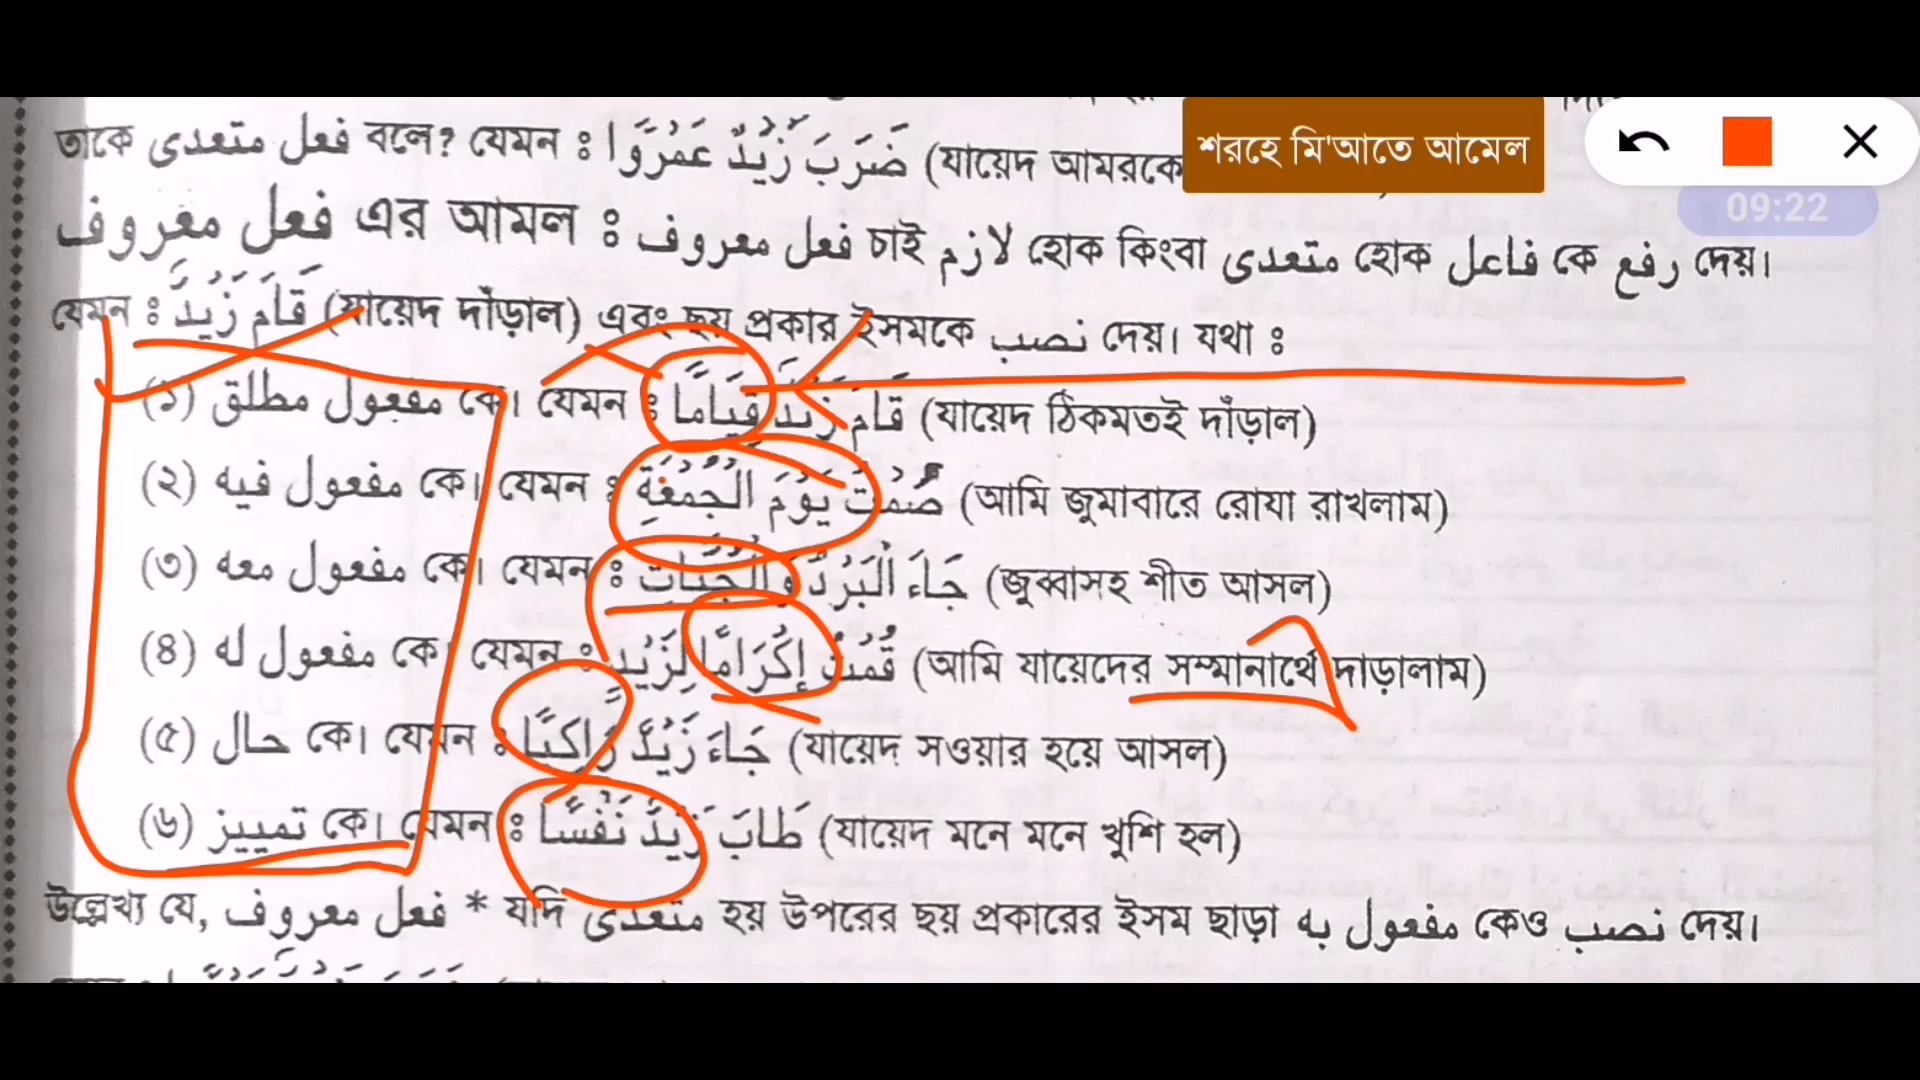 তাকে فعل متعدی বলে? যেমন : ضَرَبَ زَيْدٌ عَمْرًوا (যায়েদ আমরকে
শরহে মি'আতে আমেল
09:22
فعل معروف এর আমল : فعل معروف চাই لازم হোক কিংবা متعدی হোক فاعل কে رفع দেয়।
যেমন : قَامَ زَيْدٌ (যায়েদ দাঁড়াল) এবং ছয় প্রকার ইসমকে نصب দেয়। যথা :
(১) مفعول مطلق কে। যেমন : قَامَ زَيْدٌ قِيَامًا (যায়েদ ঠিকমতই দাঁড়াল)
(২) مفعول فيه কে। যেমন : صُمْتُ يَوْمَ الْجُمُعَةِ (আমি জুমাবারে রোযা রাখলাম)
(৩) مفعول معه কে। যেমন : جَاءَ الْبَرْدُ وَالْجُبَّاتِ (জুব্বাসহ শীত আসল)
(৪) مفعول له কে। যেমন : قُمْتُ إِكْرَامًا لِزَيْدٍ (আমি যায়েদের সম্মানার্থে দাড়ালাম)
(৫) حال কে। যেমন : جَاءَ زَيْدٌ رَاكِبًا (যায়েদ সওয়ার হয়ে আসল)
(৬) تمييز কে। যেমন : طَابَ زَيْدٌ نَفْسًا (যায়েদ মনে মনে খুশি হল)
উল্লেখ্য যে, فعل معروف * যদি متعدی হয় উপরের ছয় প্রকারের ইসম ছাড়া مفعول به কেও نصب দেয়।